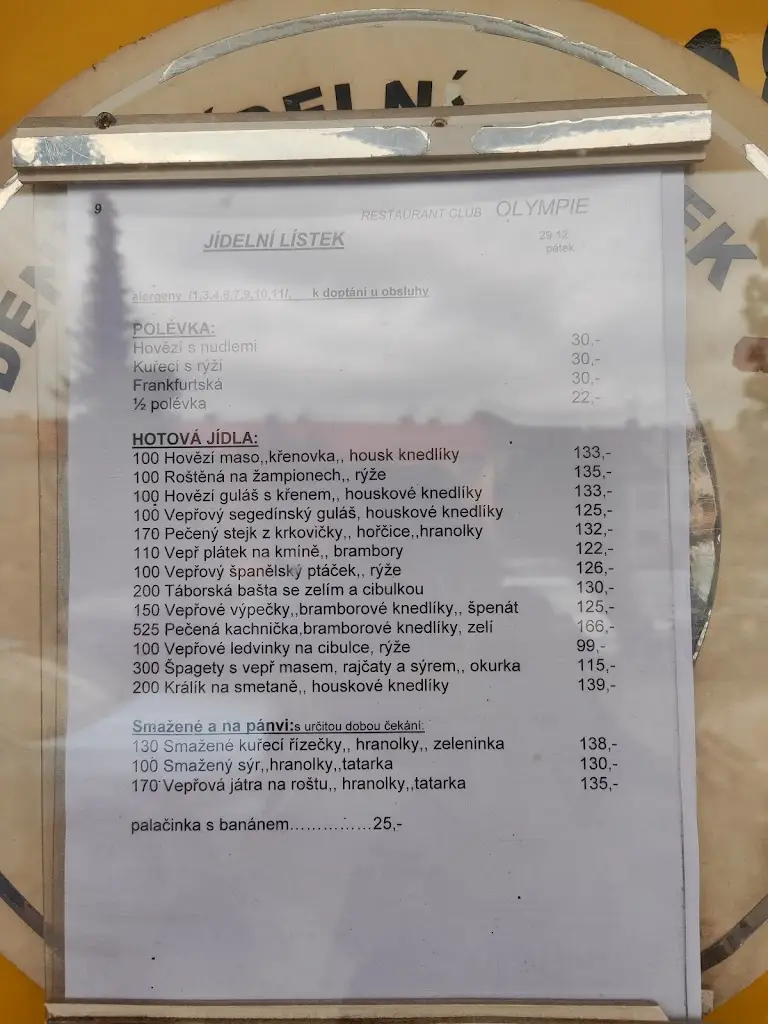 JÍDELNÍ
9
RESTAURANT CLUB OLYMPIE
JÍDELNÍ LÍSTEK
29.12.
pátek
alergeny /1,3,4,6,7,9,10,11/, k doptání u obsluhy
POLÉVKA:
Hovězí s nudlemi 30,-
Kuřecí s rýží 30,-
Frankfurtská 30,-
½ polévka 22,-
HOTOVÁ JÍDLA:
100 Hovězí maso,,křenovka,, housk knedlíky 133,-
100 Roštěná na žampionech,, rýže 135,-
100 Hovězí guláš s křenem,, houskové knedlíky 133,-
100 Vepřový segedínský guláš, houskové knedlíky 125,-
170 Pečený stejk z krkovičky,, hořčice,,hranolky 132,-
110 Vepř plátek na kmíně,, brambory 122,-
100 Vepřový španělský ptáček,, rýže 126,-
200 Táborská bašta se zelím a cibulkou 130,-
150 Vepřové výpečky,,bramborové knedlíky,, špenát 125,-
525 Pečená kachnička,bramborové knedlíky, zelí 166,-
100 Vepřové ledvinky na cibulce, rýže 99,-
300 Špagety s vepř masem, rajčaty a sýrem,, okurka 115,-
200 Králík na smetaně,, houskové knedlíky 139,-
Smažené a na pánvi:s určitou dobou čekání:
130 Smažené kuřecí řízečky,, hranolky,, zeleninka 138,-
100 Smažený sýr,,hranolky,,tatarka 130,-
170 Vepřová játra na roštu,, hranolky,,tatarka 135,-
palačinka s banánem...............25,-